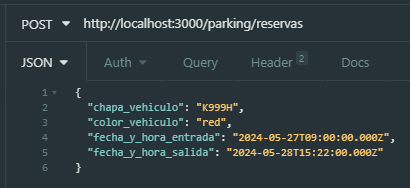 POST http://localhost:3000/parking/reservas
JSON Auth Query Header 2 Docs
1 {
2 "chapa_vehiculo": "K999H",
3 "color_vehiculo": "red",
4 "fecha_y_hora_entrada": "2024-05-27T09:00:00.000Z",
5 "fecha_y_hora_salida": "2024-05-28T15:22:00.000Z"
6 }